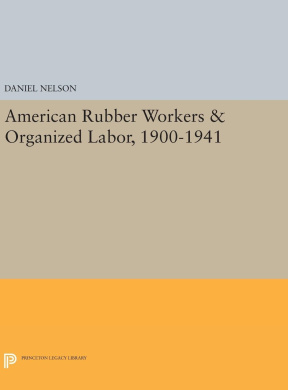 DANIEL NELSON
American Rubber Workers &
Organized Labor, 1900-1941
PRINCETON LEGACY LIBRARY